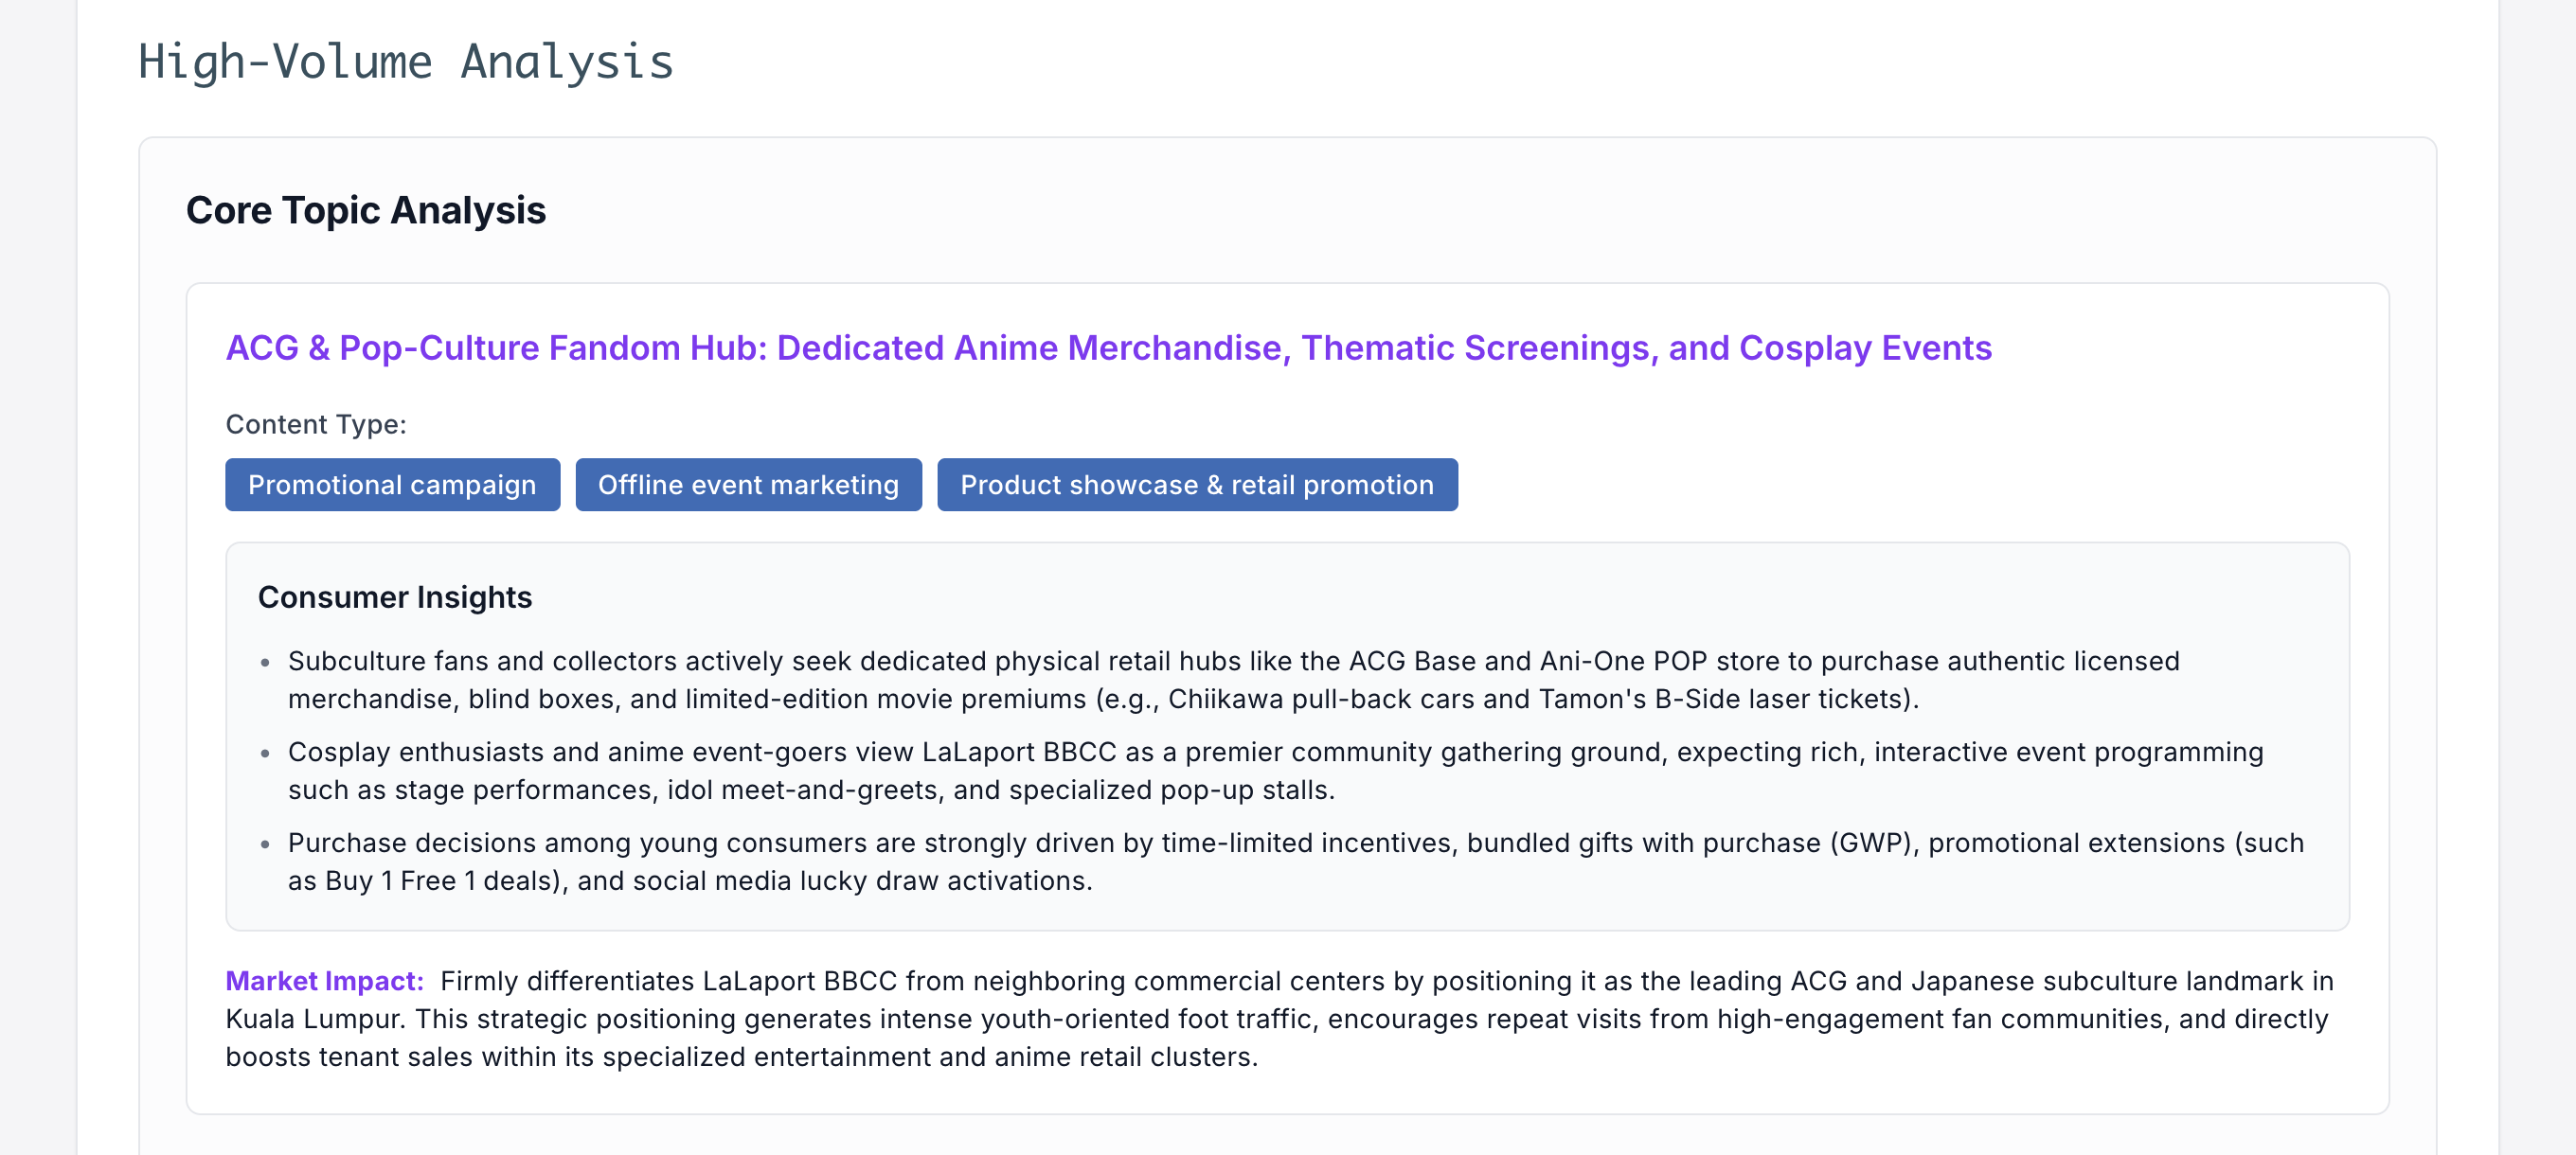 High-Volume Analysis
Core Topic Analysis
ACG & Pop-Culture Fandom Hub: Dedicated Anime Merchandise, Thematic Screenings, and Cosplay Events
Content Type:
Promotional campaign Offline event marketing Product showcase & retail promotion
Consumer Insights
• Subculture fans and collectors actively seek dedicated physical retail hubs like the ACG Base and Ani-One POP store to purchase authentic licensed
merchandise, blind boxes, and limited-edition movie premiums (e.g., Chiikawa pull-back cars and Tamon's B-Side laser tickets).
• Cosplay enthusiasts and anime event-goers view LaLaport BBCC as a premier community gathering ground, expecting rich, interactive event programming
such as stage performances, idol meet-and-greets, and specialized pop-up stalls.
• Purchase decisions among young consumers are strongly driven by time-limited incentives, bundled gifts with purchase (GWP), promotional extensions (such
as Buy 1 Free 1 deals), and social media lucky draw activations.
Market Impact: Firmly differentiates LaLaport BBCC from neighboring commercial centers by positioning it as the leading ACG and Japanese subculture landmark in
Kuala Lumpur. This strategic positioning generates intense youth-oriented foot traffic, encourages repeat visits from high-engagement fan communities, and directly
boosts tenant sales within its specialized entertainment and anime retail clusters.